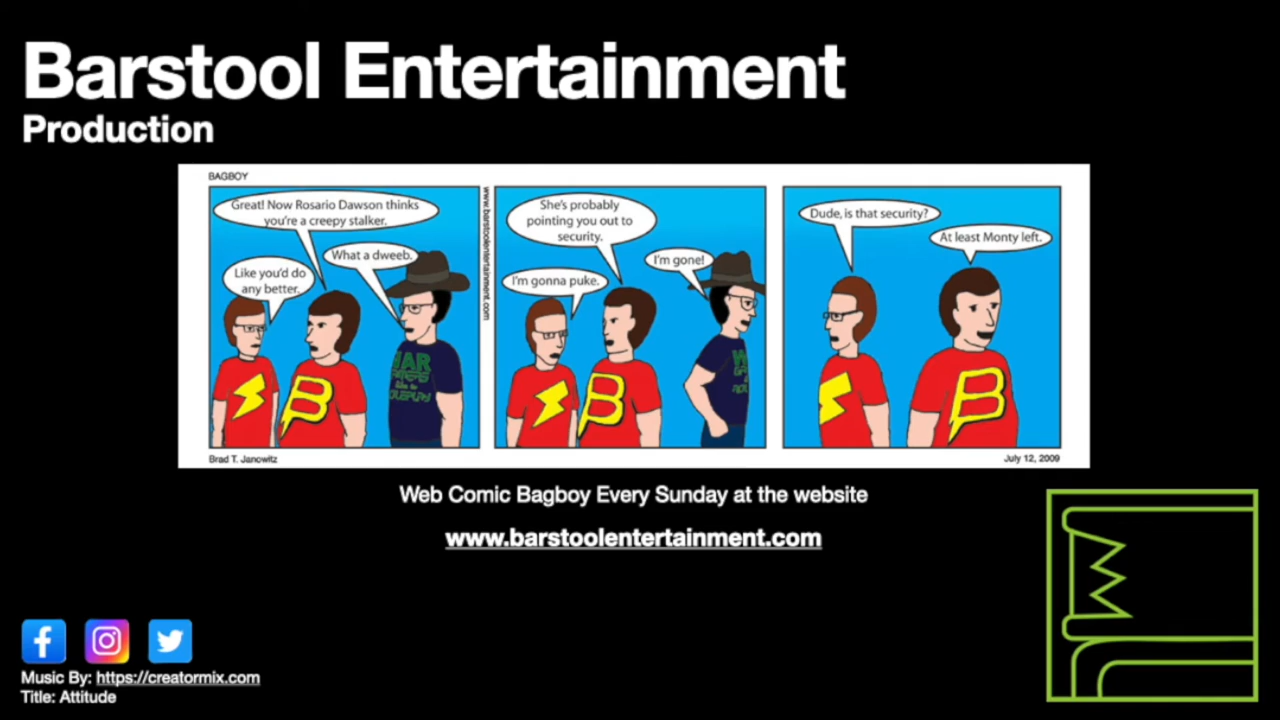 Barstool Entertainment
Production
BAGBOY
Great! Now Rosario Dawson thinks
you're a creepy stalker.
What a dweeb.
Like you'd do
any better.
www.barstoolentertainment.com
She's probably
pointing you out to
security.
I'm gone!
I'm gonna puke.
Dude, is that security?
At least Monty left.
B
B
B
Brad T. Janowitz
July 12, 2009
Web Comic Bagboy Every Sunday at the website
www.barstoolentertainment.com
Music By: https://creatormix.com
Title: Attitude